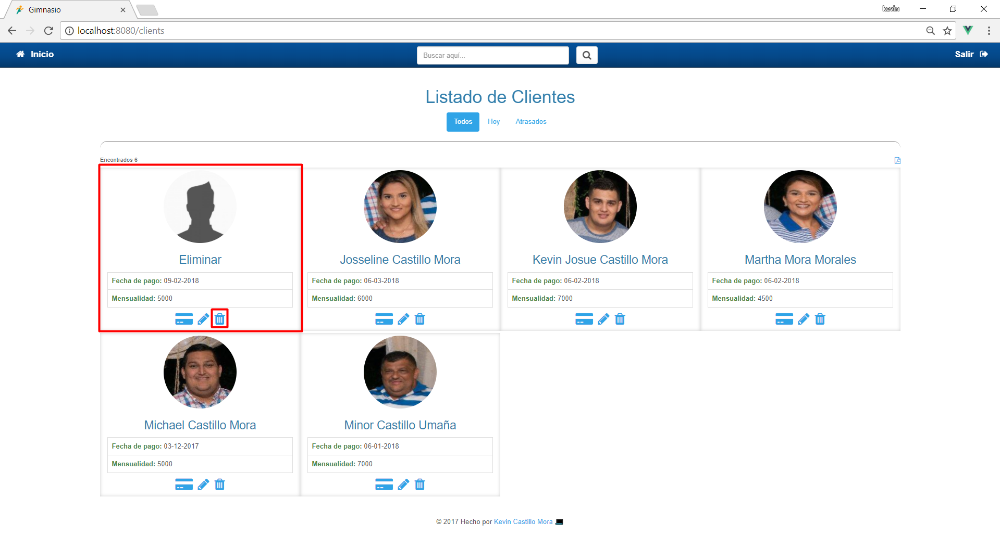 Gimnasio
kevin
localhost:8080/clients
Inicio
Buscar aquí...
Salir
Listado de Clientes
Todos
Hoy
Atrasados
Encontrados 6
Eliminar
Fecha de pago: 09-02-2018
Mensualidad: 5000
Josseline Castillo Mora
Fecha de pago: 06-03-2018
Mensualidad: 6000
Kevin Josue Castillo Mora
Fecha de pago: 06-02-2018
Mensualidad: 7000
Martha Mora Morales
Fecha de pago: 06-02-2018
Mensualidad: 4500
Michael Castillo Mora
Fecha de pago: 03-12-2017
Mensualidad: 5000
Minor Castillo Umaña
Fecha de pago: 06-01-2018
Mensualidad: 7000
© 2017 Hecho por Kevin Castillo Mora